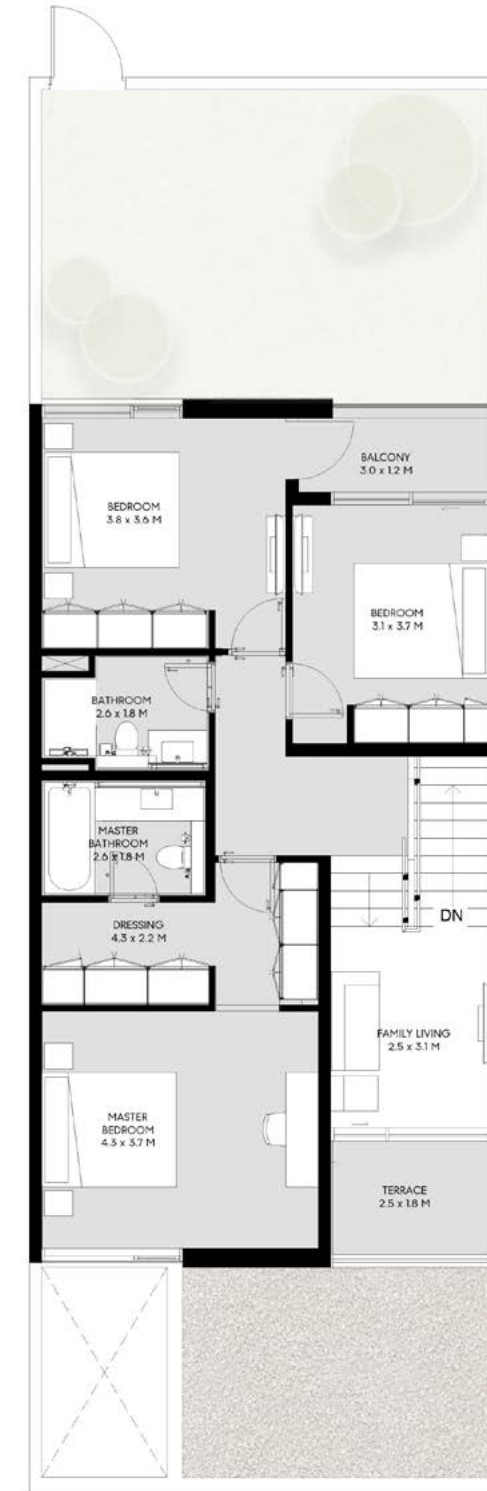 BALCONY
3.0 x 1.2 M
BEDROOM
3.8 x 3.6 M
BEDROOM
3.1 x 3.7 M
BATHROOM
2.6 x 1.8 M
MASTER
BATHROOM
2.6 x 1.8 M
DN
DRESSING
4.3 x 2.2 M
FAMILY LIVING
2.5 x 3.1 M
MASTER
BEDROOM
4.3 x 3.7 M
TERRACE
2.5 x 1.8 M